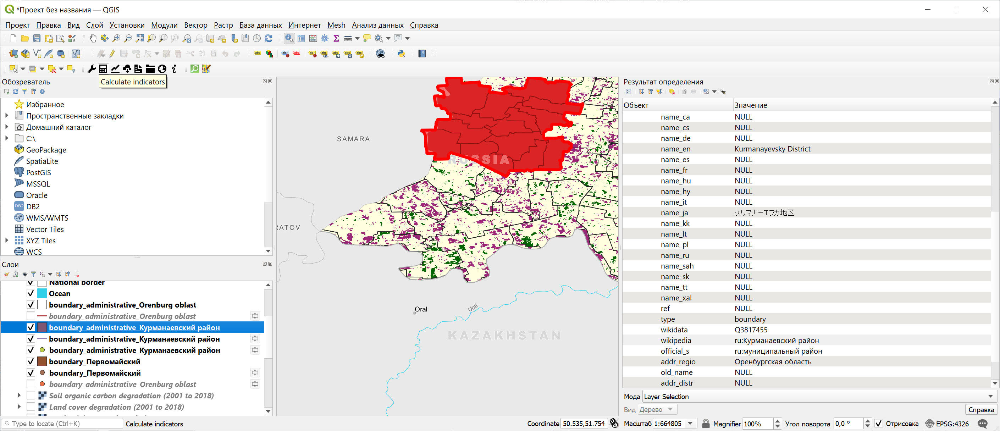 *Проект без названия — QGIS
Проект Правка Вид Слой Установки Модули Вектор Растр База данных Интернет Mesh Анализ данных Справка
Calculate indicators
Обозреватель
Избранное
Пространственные закладки
Домашний каталог
C:\
GeoPackage
SpatiaLite
PostGIS
MSSQL
Oracle
DB2
WMS/WMTS
Vector Tiles
XYZ Tiles
WCS
Слои
National border
Ocean
boundary_administrative_Orenburg oblast
boundary_administrative_Orenburg oblast
boundary_administrative_Курманаевский район
boundary_administrative_Курманаевский район
boundary_administrative_Курманаевский район
boundary_Первомайский
boundary_Первомайский
boundary_administrative_Orenburg oblast
Soil organic carbon degradation (2001 to 2018)
Land cover degradation (2001 to 2018)
SAMARA
RUSSIA
RATOV
Oral
Ural
KAZAKHSTAN
Результат определения
Объект Значение
name_ca NULL
name_cs NULL
name_de NULL
name_en Kurmanayevsky District
name_es NULL
name_fr NULL
name_hu NULL
name_hy NULL
name_it NULL
name_ja クルマナーエフカ地区
name_kk NULL
name_lt NULL
name_pl NULL
name_ru NULL
name_sah NULL
name_sk NULL
name_tt NULL
name_xal NULL
ref NULL
type boundary
wikidata Q3817455
wikipedia ru:Курманаевский район
official_s ru:муниципальный район
addr_regio Оренбургская область
old_name NULL
addr_distr NULL
Мода Layer Selection
Вид Дерево Справка
Type to locate (Ctrl+K) Calculate indicators Coordinate 50.535,51.754 Масштаб 1:664805 Magnifier 100% Угол поворота 0,0 ° Отрисовка EPSG:4326